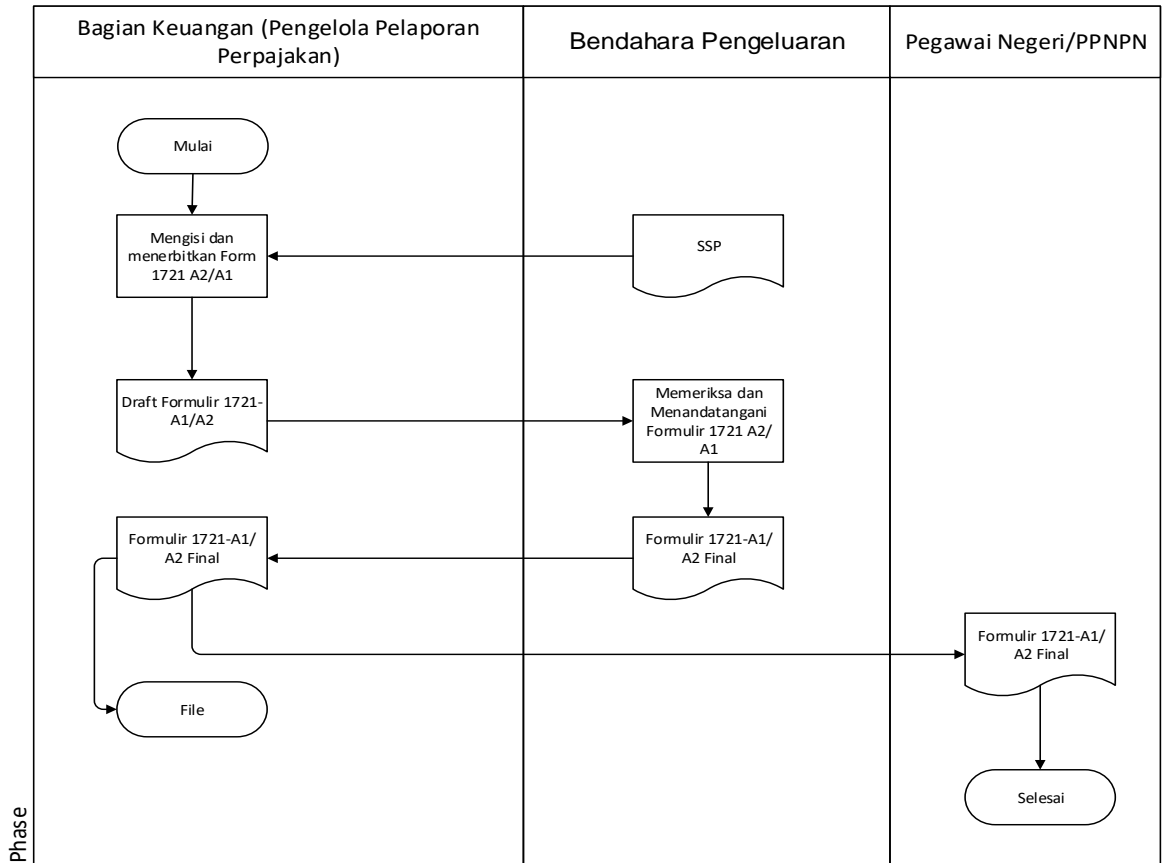 Bagian Keuangan (Pengelola Pelaporan
Perpajakan)
Bendahara Pengeluaran
Pegawai Negeri/PPNPN
Mulai
Mengisi dan
menerbitkan Form
1721 A2/A1
SSP
Draft Formulir 1721-
A1/A2
Memeriksa dan
Menandatangani
Formulir 1721 A2/
A1
Formulir 1721-A1/
A2 Final
Formulir 1721-A1/
A2 Final
Formulir 1721-A1/
A2 Final
File
Selesai
Phase